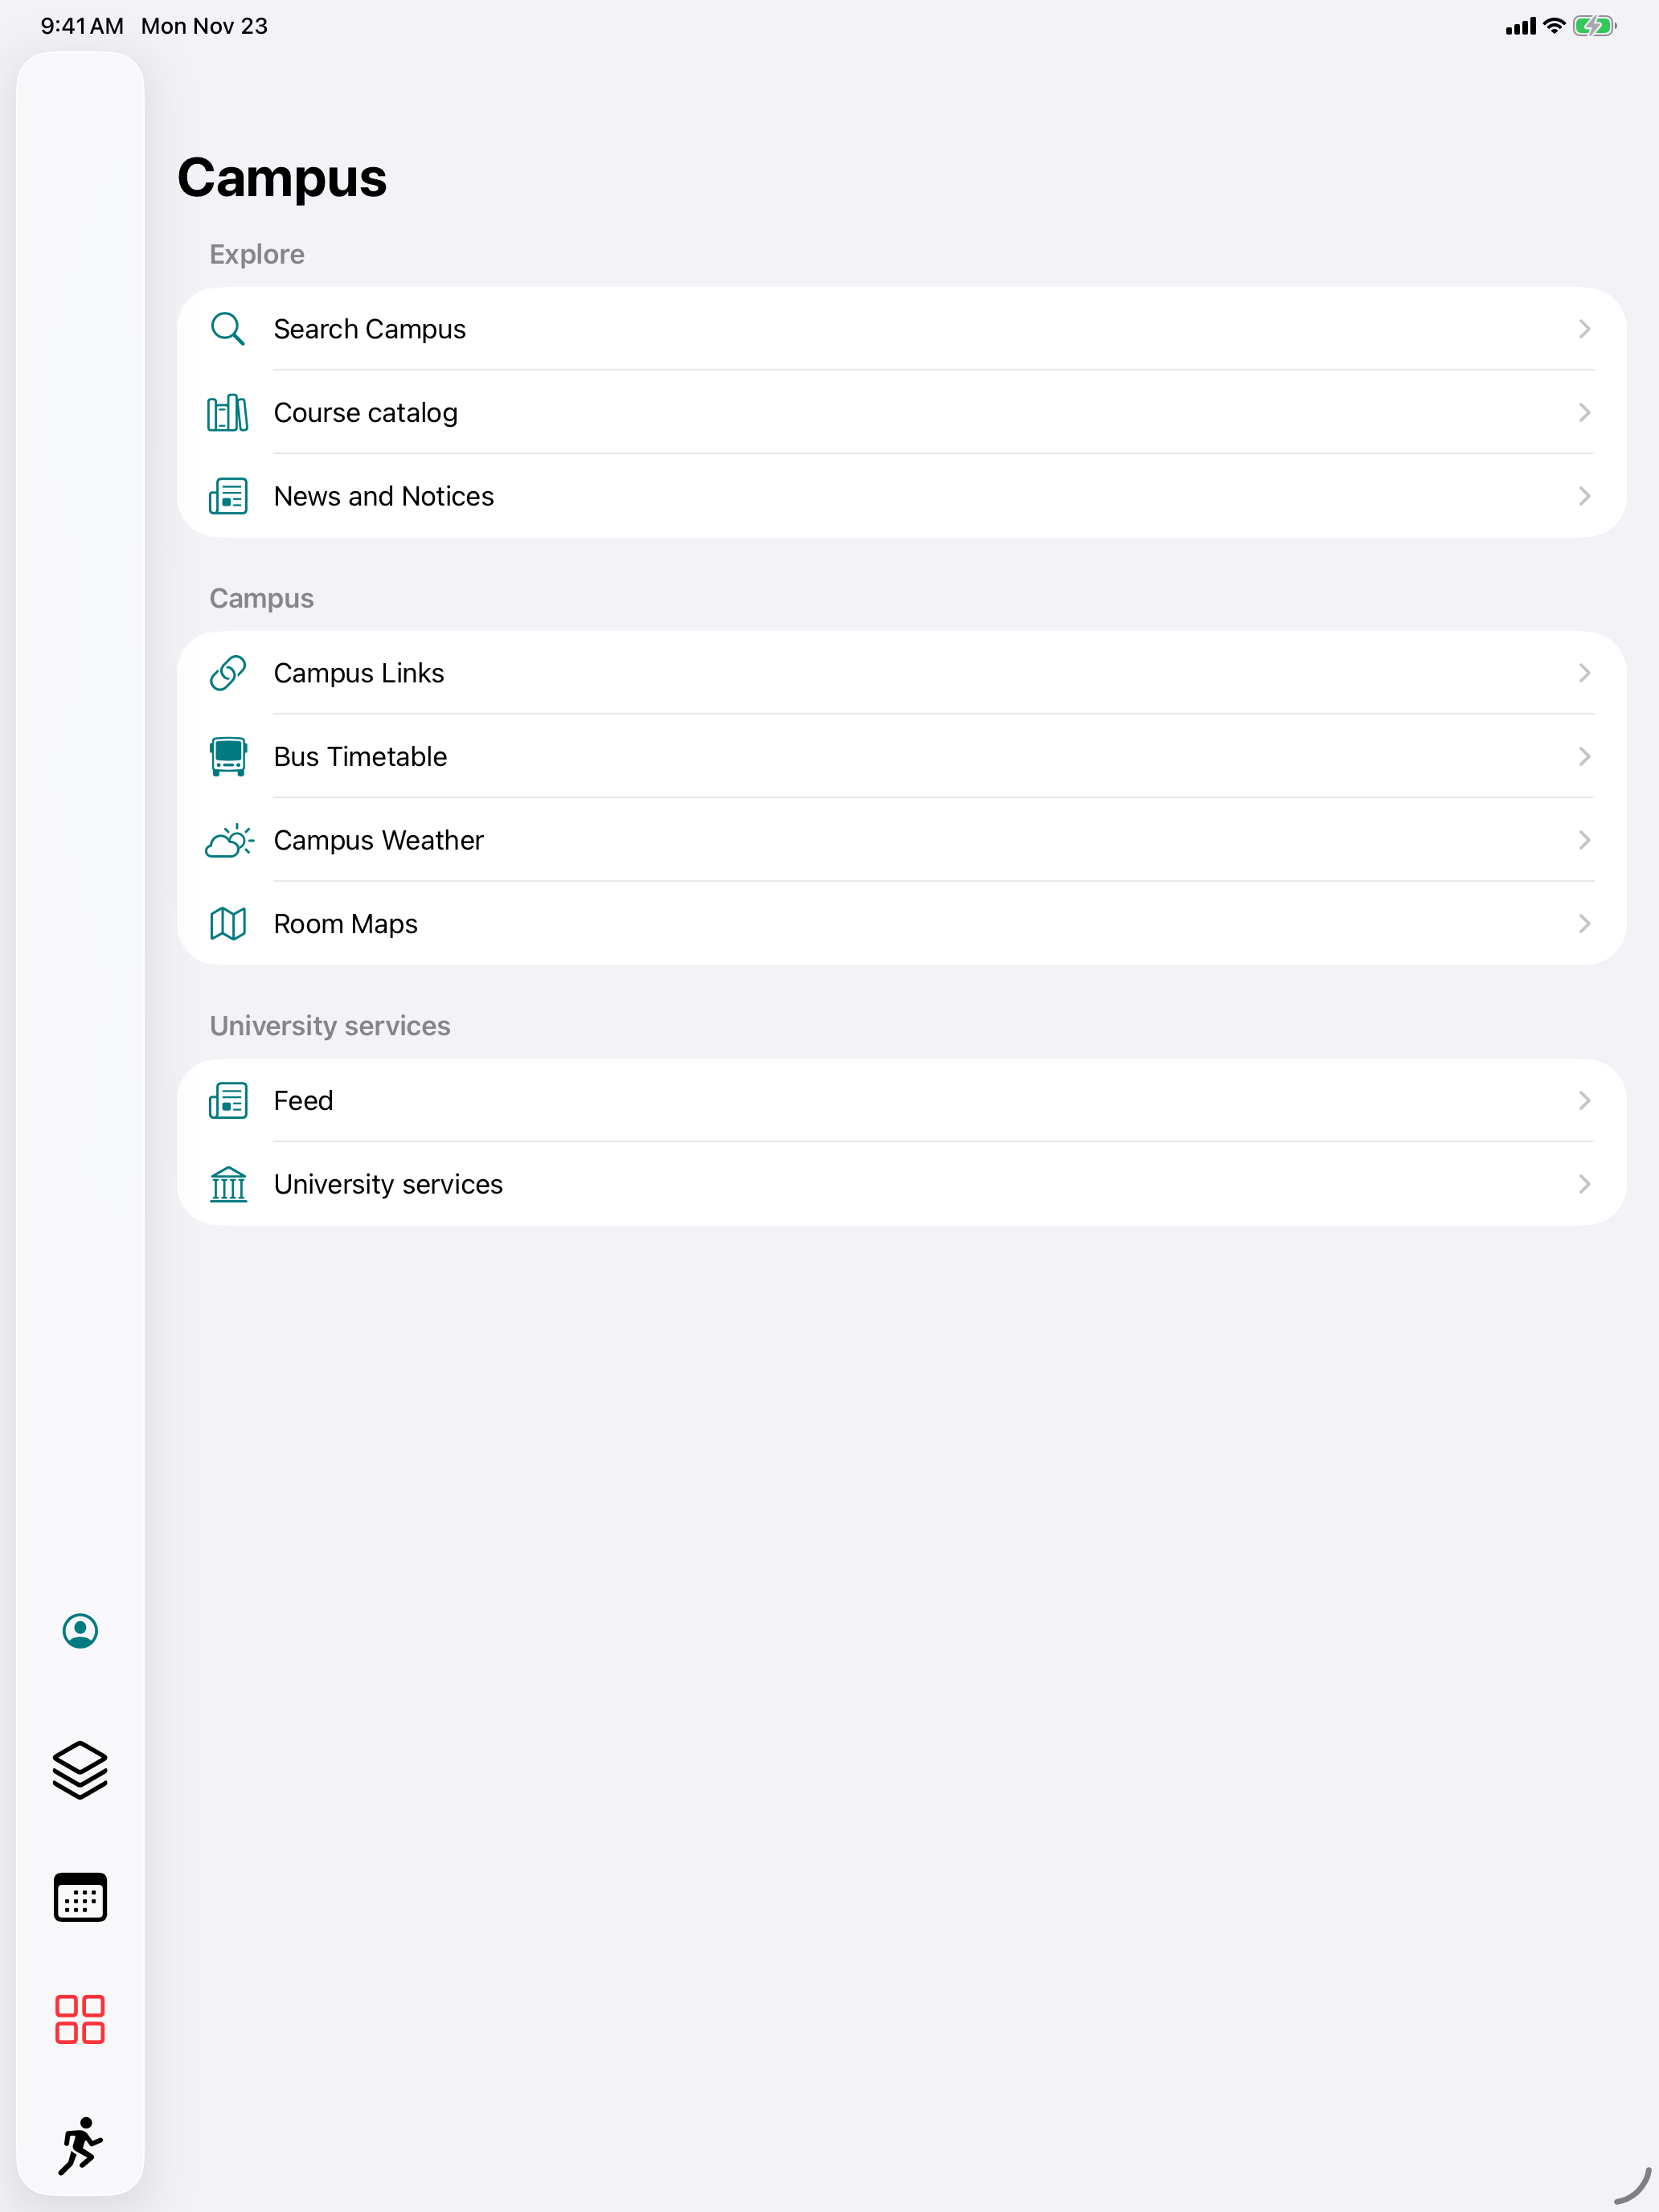 9:41 AM Mon Nov 23
Campus
Explore
Search Campus
Course catalog
News and Notices
Campus
Campus Links
Bus Timetable
Campus Weather
Room Maps
University services
Feed
University services